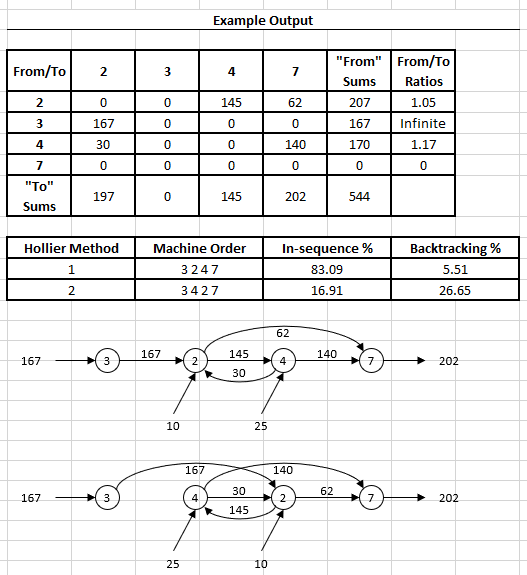 Example Output
From/To 2 3 4 7 "From" Sums From/To Ratios
2 0 0 145 62 207 1.05
3 167 0 0 0 167 Infinite
4 30 0 0 140 170 1.17
7 0 0 0 0 0 0
"To" Sums 197 0 145 202 544
Hollier Method Machine Order In-sequence % Backtracking %
1 3 2 4 7 83.09 5.51
2 3 4 2 7 16.91 26.65
62
167 3 167 2 145 4 140 7 202
30
10 25
167 140
167 3 4 30 2 62 7 202
145
25 10